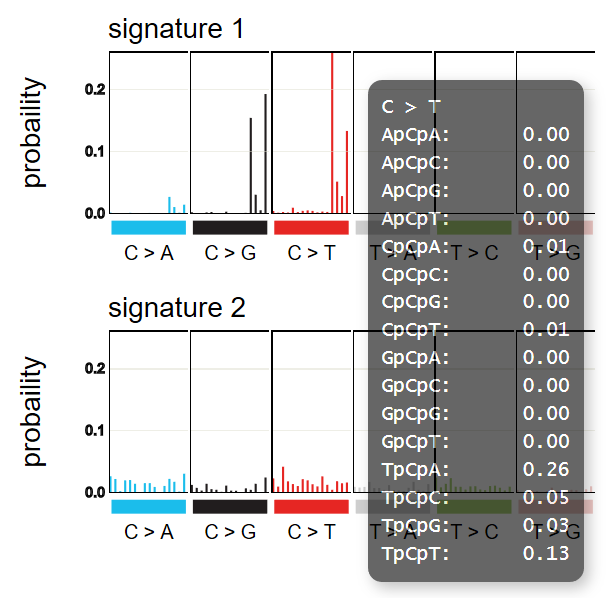 signature 1
probaility
0.2
0.1
0.0
C > A
C > G
C > T
T > A
T > C
T > G
signature 2
probaility
0.2
0.1
0.0
C > A
C > G
C > T
T > A
T > C
T > G
C > T
ApCpA: 0.00
ApCpC: 0.00
ApCpG: 0.00
ApCpT: 0.00
CpCpA: 0.01
CpCpC: 0.00
CpCpG: 0.00
CpCpT: 0.01
GpCpA: 0.00
GpCpC: 0.00
GpCpG: 0.00
GpCpT: 0.00
TpCpA: 0.26
TpCpC: 0.05
TpCpG: 0.03
TpCpT: 0.13